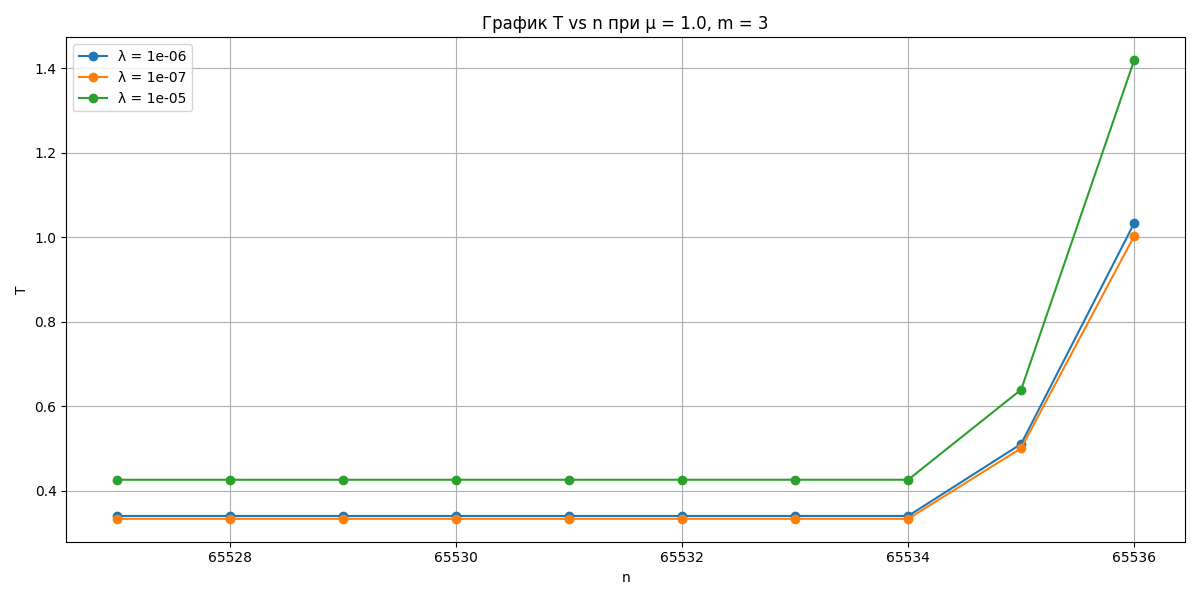 График T vs n при μ = 1.0, m = 3
λ = 1e-06
λ = 1e-07
λ = 1e-05
1.4
1.2
1.0
0.8
0.6
0.4
T
65528
65530
65532
65534
65536
n